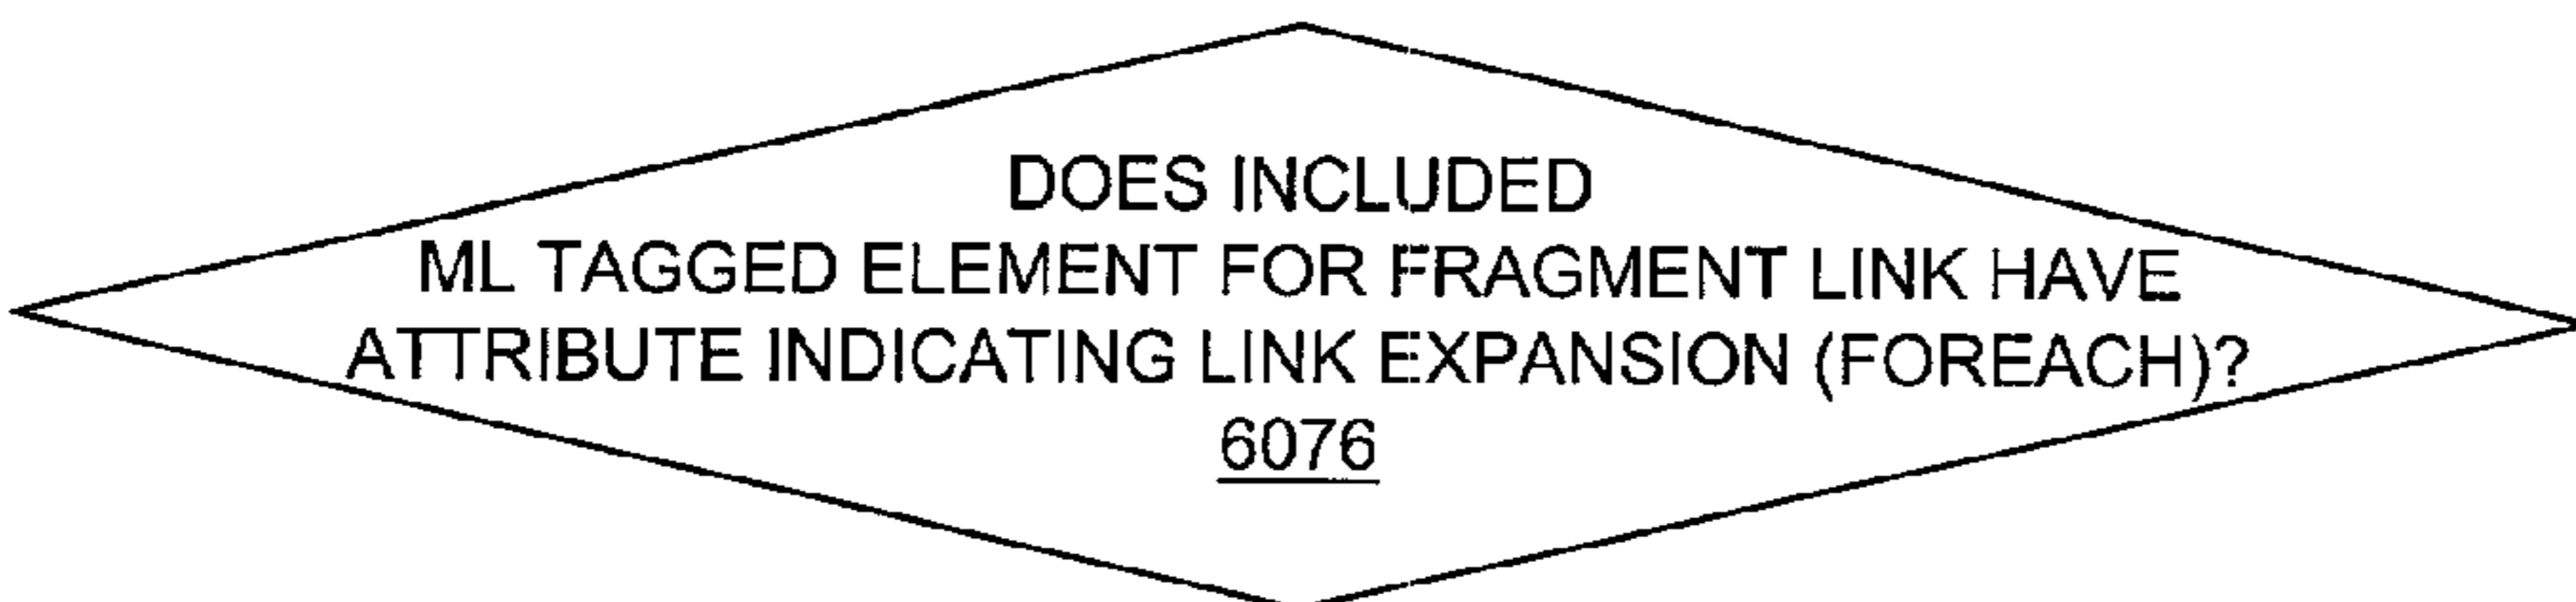 DOES INCLUDED
ML TAGGED ELEMENT FOR FRAGMENT LINK HAVE
ATTRIBUTE INDICATING LINK EXPANSION (FOREACH)?
6076